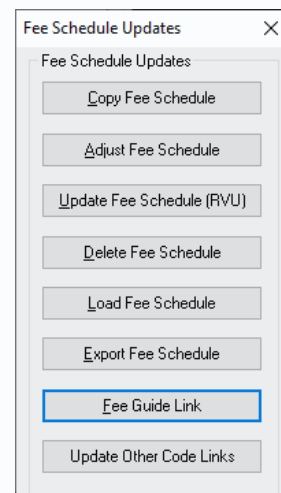 Fee Schedule Updates
Fee Schedule Updates
Copy Fee Schedule
Adjust Fee Schedule
Update Fee Schedule (RVU)
Delete Fee Schedule
Load Fee Schedule
Export Fee Schedule
Fee Guide Link
Update Other Code Links